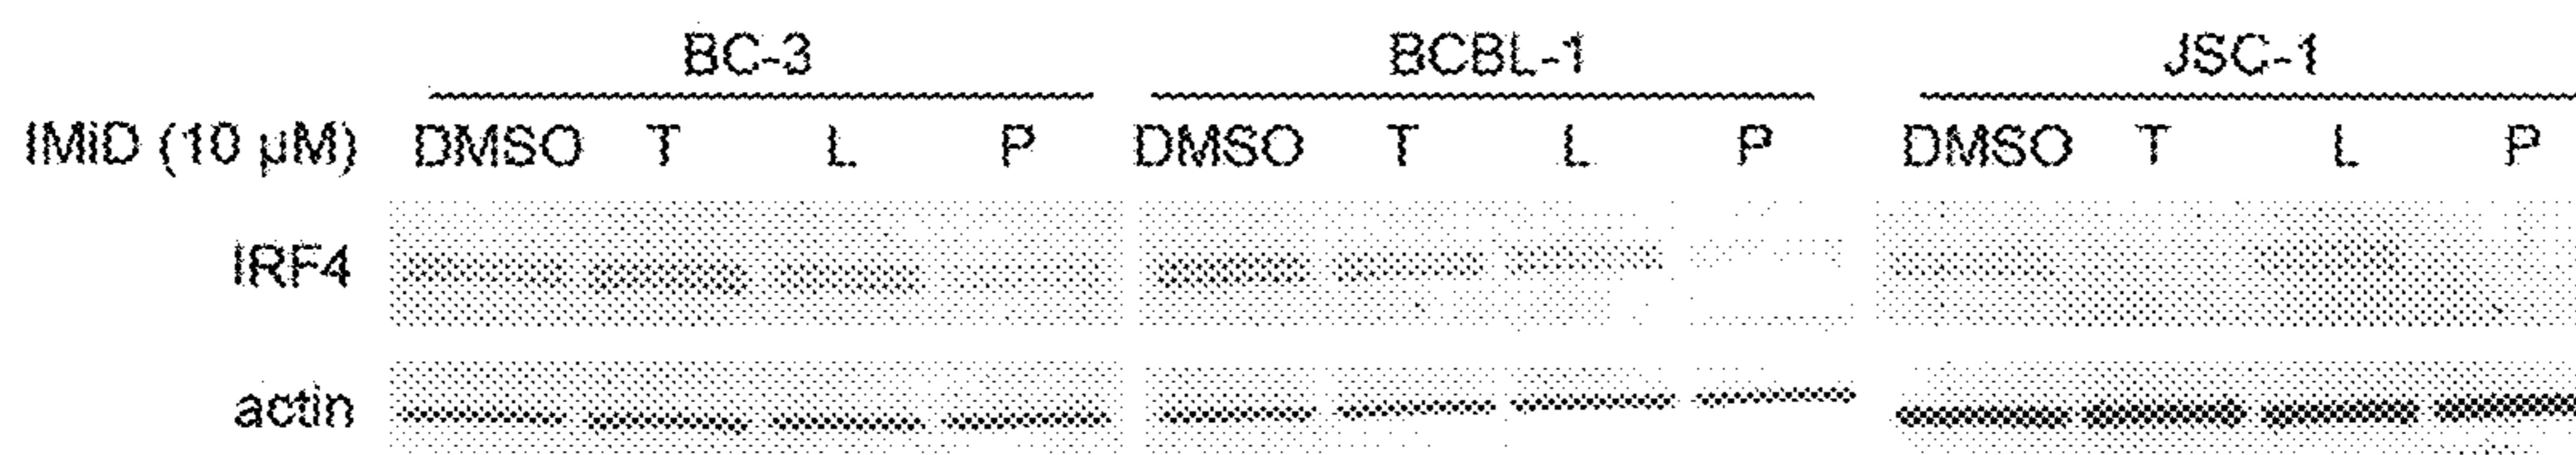 BC-3 BCBL-1 JSC-1
IMiD (10 µM) DMSO T L P DMSO T L P DMSO T L P
IRF4
actin